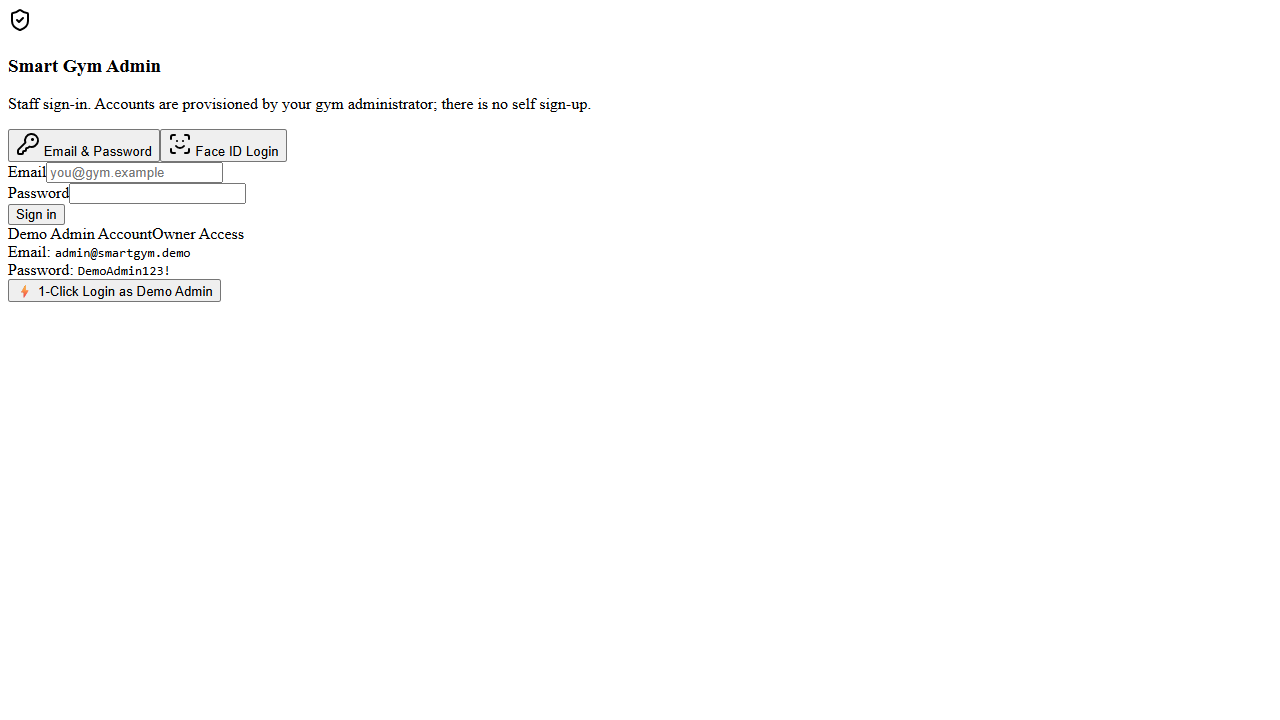 Smart Gym Admin
Staff sign-in. Accounts are provisioned by your gym administrator; there is no self sign-up.
Email & Password Face ID Login
Email you@gym.example
Password
Sign in
Demo Admin AccountOwner Access
Email: admin@smartgym.demo
Password: DemoAdmin123!
1-Click Login as Demo Admin